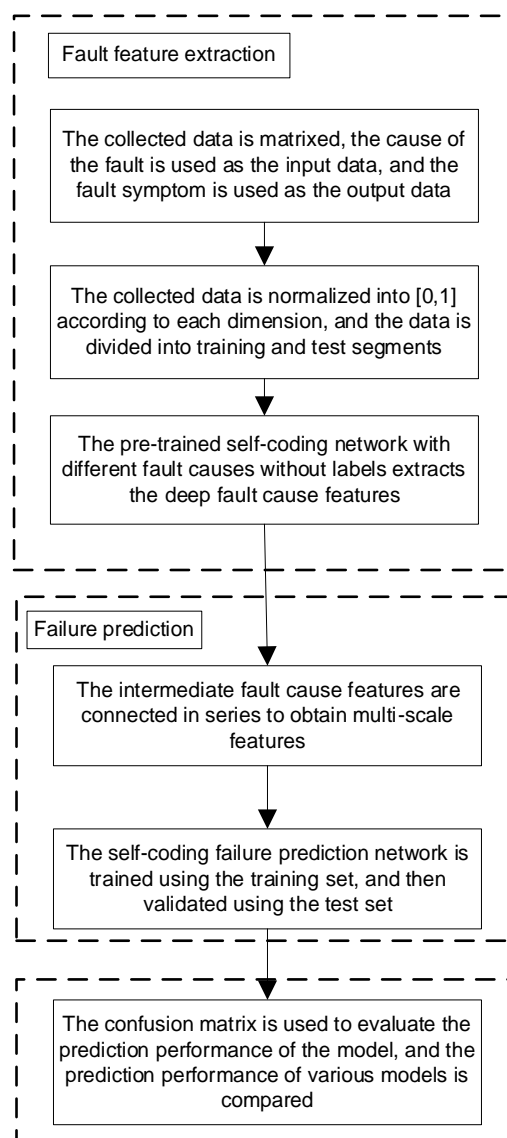 Fault feature extraction
The collected data is matrixed, the cause of
the fault is used as the input data, and the
fault symptom is used as the output data
The collected data is normalized into [0,1]
according to each dimension, and the data is
divided into training and test segments
The pre-trained self-coding network with
different fault causes without labels extracts
the deep fault cause features
Failure prediction
The intermediate fault cause features are
connected in series to obtain multi-scale
features
The self-coding failure prediction network is
trained using the training set, and then
validated using the test set
The confusion matrix is used to evaluate the
prediction performance of the model, and the
prediction performance of various models is
compared